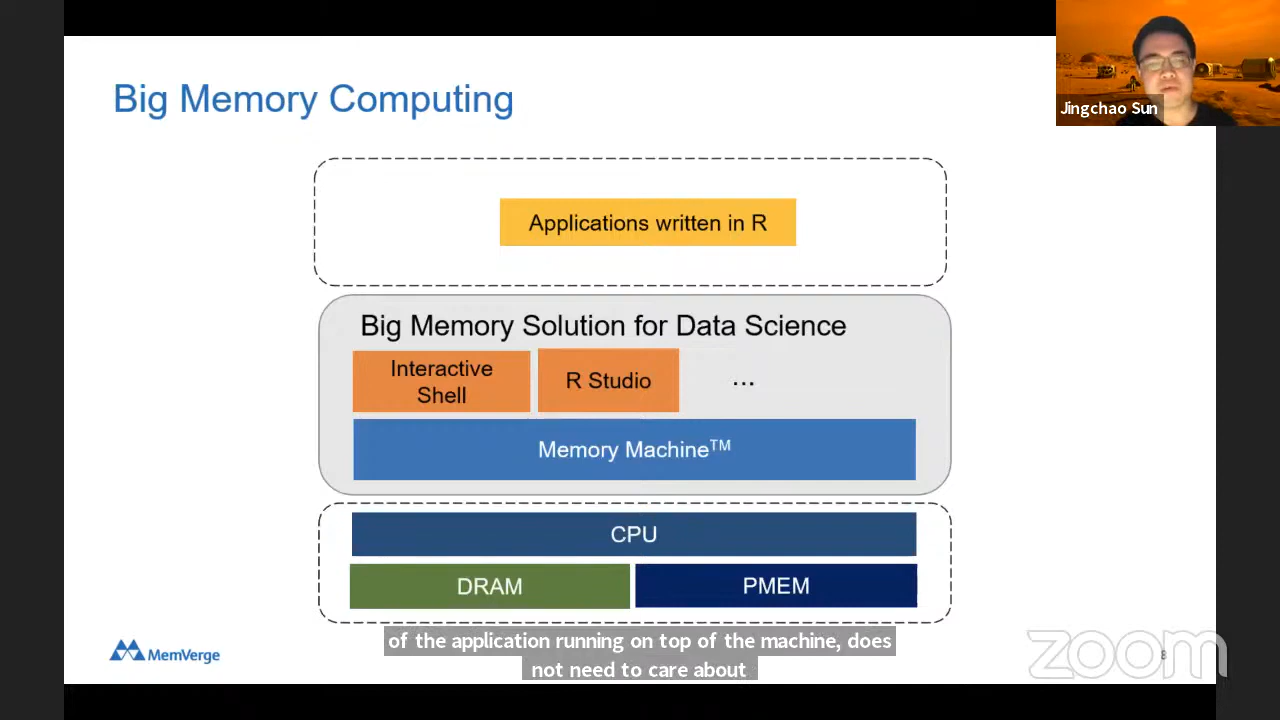 Big Memory Computing
Jingchao Sun
Applications written in R
Big Memory Solution for Data Science
Interactive
Shell
R Studio
...
Memory Machine™
CPU
DRAM
PMEM
of the application running on top of the machine, does
not need to care about
MemVerge
zoom
8